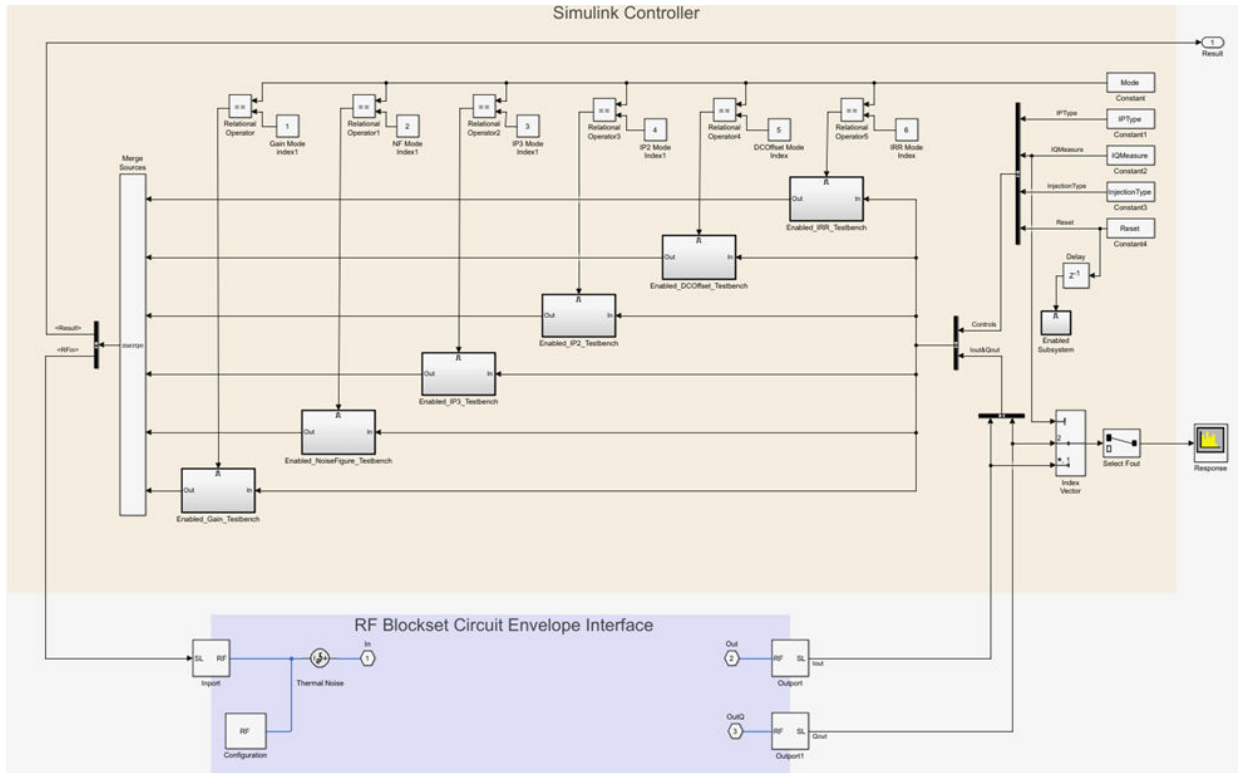 Simulink Controller
1
Result
Mode
Constant
==
Relational
Operator
1
Gain Mode
index1
==
Relational
Operator1
2
NF Mode
Index1
==
Relational
Operator2
3
IP3 Mode
Index1
==
Relational
Operator3
4
IP2 Mode
Index1
==
Relational
Operator4
5
DCOffset Mode
Index
==
Relational
Operator5
6
IRR Mode
Index
IPType
IPType
Constant1
IQMeasure
IQMeasure
Constant2
InjectionType
InjectionType
Constant3
Reset
Reset
Constant4
Merge
Sources
merge
Out
In
Enabled_IRR_Testbench
Out
In
Enabled_DCOffset_Testbench
Delay
Z-1
Out
In
Enabled_IP2_Testbench
Controls
Enabled
Subsystem
<Result>
<RFin>
Iout&Qout
Out
In
Enabled_IP3_Testbench
Out
In
Enabled_NoiseFigure_Testbench
2
*, 1
Index
Vector
Select Fout
Response
Out
In
Enabled_Gain_Testbench
RF Blockset Circuit Envelope Interface
SL
RF
Inport
Thermal Noise
In
1
Out
2
RF
SL
Outport
Iout
RF
Configuration
OutQ
3
RF
SL
Outport1
Qout